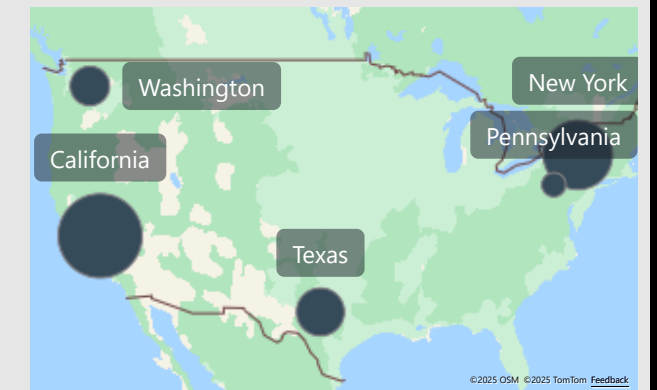 New York
Washington
Pennsylvania
California
Texas
©2025 OSM ©2025 TomTom Feedback